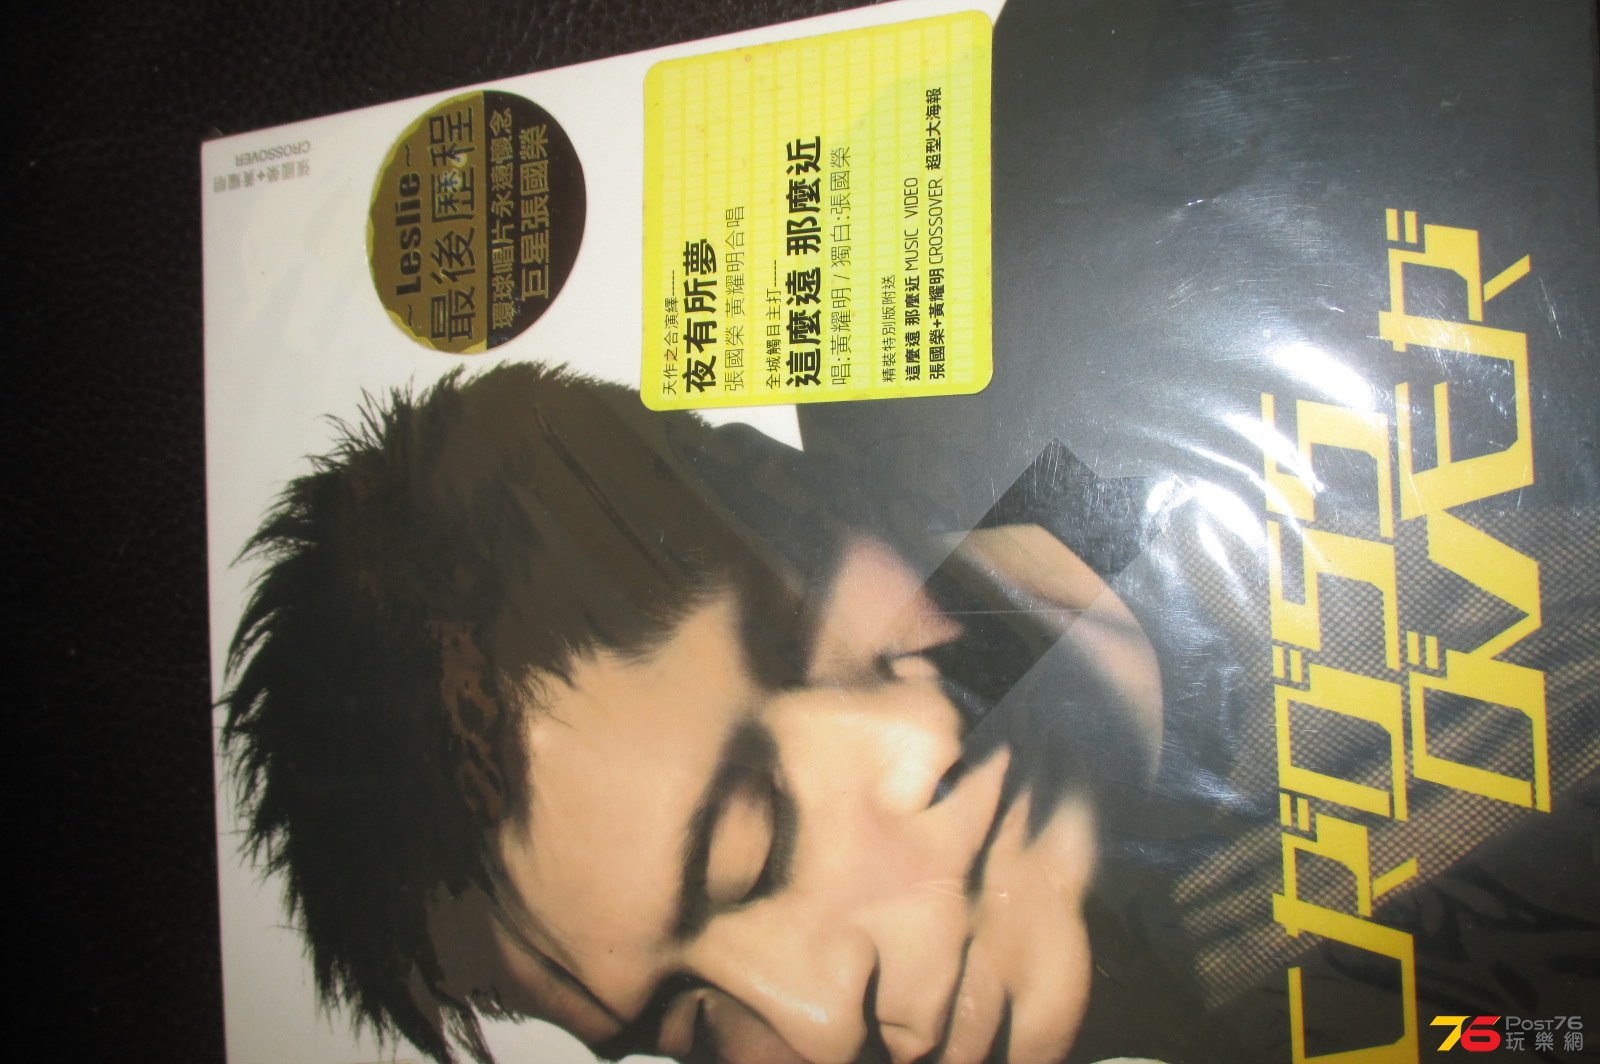 張國榮+黃耀明
CROSSOVER
~ Leslie ~
最後歷程
環球唱片永遠懷念
巨星張國榮
天作之合演繹-----
夜有所夢
張國榮 黃耀明合唱
全城觸目主打-----
這麼遠 那麼近
唱:黃耀明 / 獨白:張國榮
精裝特別版附送
這麼遠 那麼近 MUSIC VIDEO
張國榮+黃耀明 CROSSOVER 超型大海報
CROSS
OVER
76 POST76
玩樂網